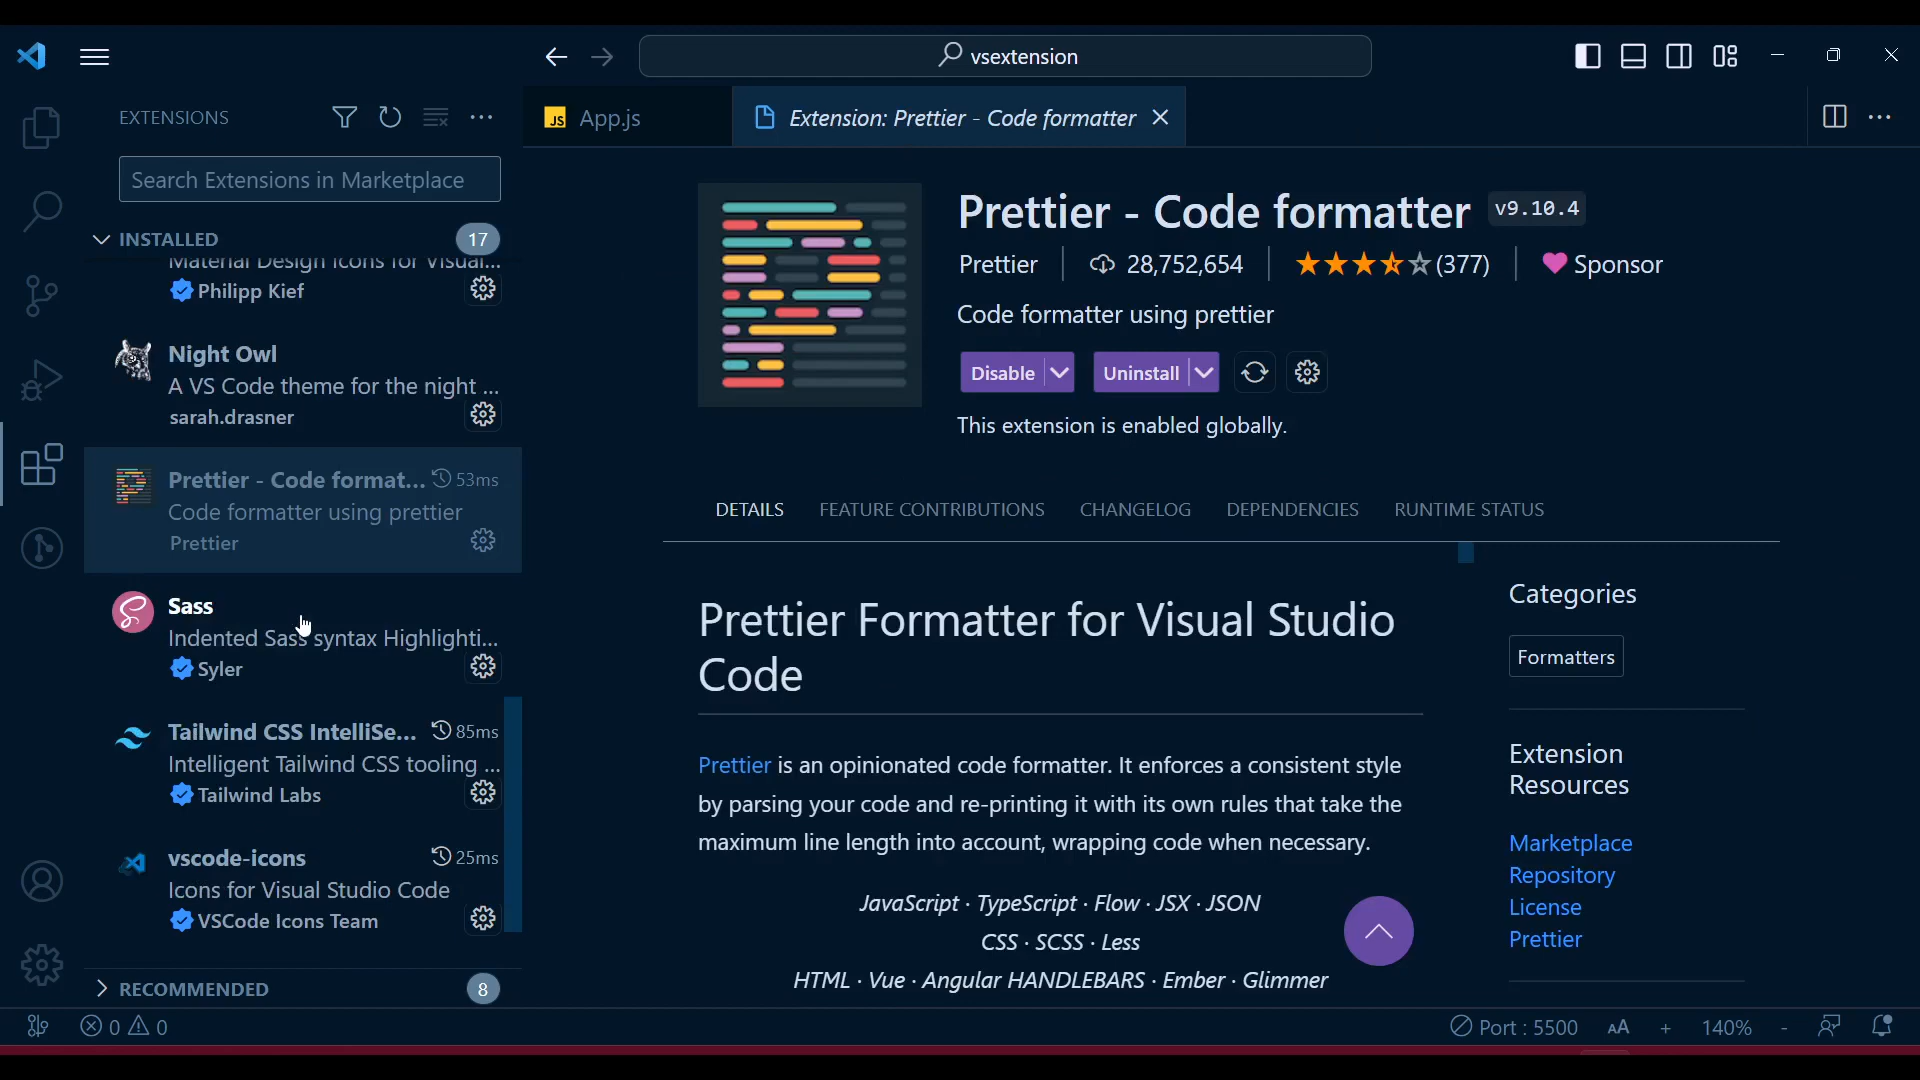 vsextension
EXTENSIONS
App.js
Extension: Prettier - Code formatter
Search Extensions in Marketplace
INSTALLED 17
Material Design Icons for Visual...
Philipp Kief
Night Owl
A VS Code theme for the night ...
sarah.drasner
Prettier - Code format... 53ms
Code formatter using prettier
Prettier
Sass
Indented Sass syntax Highlighti...
Syler
Tailwind CSS IntelliSe... 85ms
Intelligent Tailwind CSS tooling ...
Tailwind Labs
vscode-icons 25ms
Icons for Visual Studio Code
VSCode Icons Team
RECOMMENDED 8
Prettier - Code formatter v9.10.4
Prettier 28,752,654 (377) Sponsor
Code formatter using prettier
Disable Uninstall
This extension is enabled globally.
DETAILS FEATURE CONTRIBUTIONS CHANGELOG DEPENDENCIES RUNTIME STATUS
Prettier Formatter for Visual Studio
Code
Prettier is an opinionated code formatter. It enforces a consistent style
by parsing your code and re-printing it with its own rules that take the
maximum line length into account, wrapping code when necessary.
JavaScript · TypeScript · Flow · JSX · JSON
CSS · SCSS · Less
HTML · Vue · Angular HANDLEBARS · Ember · Glimmer
Categories
Formatters
Extension
Resources
Marketplace
Repository
License
Prettier
0 0
Port : 5500 AA + 140% -